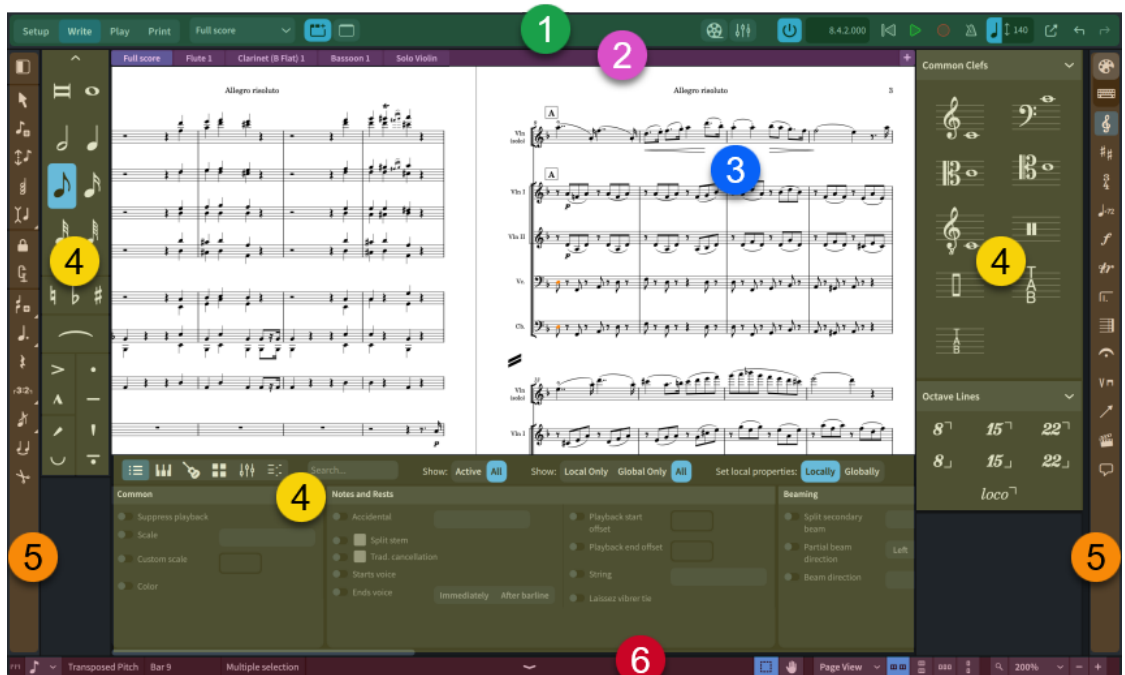 Setup Write Play Print Full score 1 8.4.2.000 140
2
Full score Flute 1 Clarinet (B Flat) 1 Bassoon 1 Solo Violin
Common Clefs
Allegro risoluto
Allegro risoluto 3
A
Vln
(solo)
3
A
Vln I
p
Vln II
p
Vc.
Cb.
4
4
T
A
B
T
A
B
Vln
(solo)
Vln I
p
Octave Lines
8 15 22
8 15 22
loco
Search... Show: Active All Show: Local Only Global Only All Set local properties: Locally Globally
4
Common
Suppress playback
Scale
Custom scale
Color
Notes and Rests
Accidental
Split stem
Trad. cancellation
Starts voice
Ends voice Immediately After barline
Playback start
offset
Playback end offset
String
Laissez vibrer tie
Beaming
Split secondary
beam
Partial beam
direction Left
Beam direction
5
5
6
Transposed Pitch Bar 9 Multiple selection Page View 200%